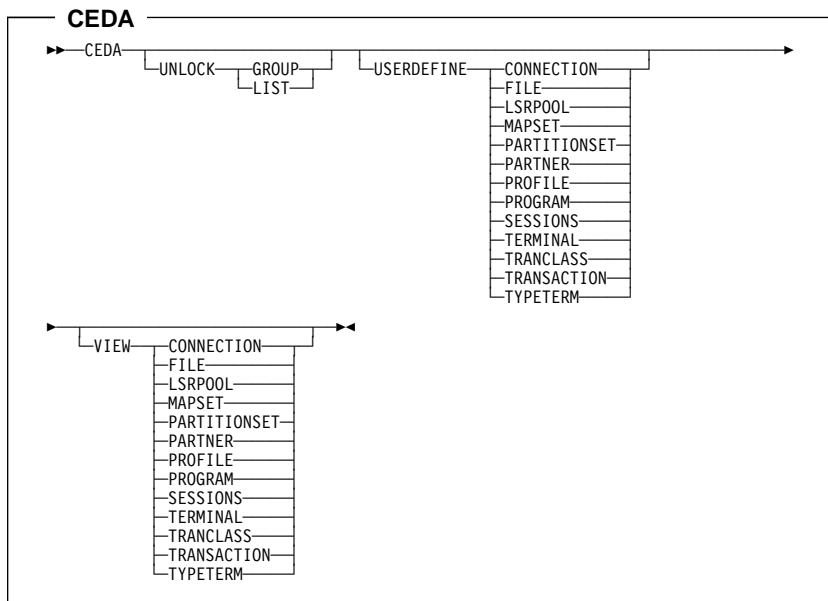 CEDA
CEDA
UNLOCK GROUP
LIST
USERDEFINE CONNECTION
FILE
LSRPOOL
MAPSET
PARTITIONSET
PARTNER
PROFILE
PROGRAM
SESSIONS
TERMINAL
TRANCLASS
TRANSACTION
TYPETERM
VIEW CONNECTION
FILE
LSRPOOL
MAPSET
PARTITIONSET
PARTNER
PROFILE
PROGRAM
SESSIONS
TERMINAL
TRANCLASS
TRANSACTION
TYPETERM